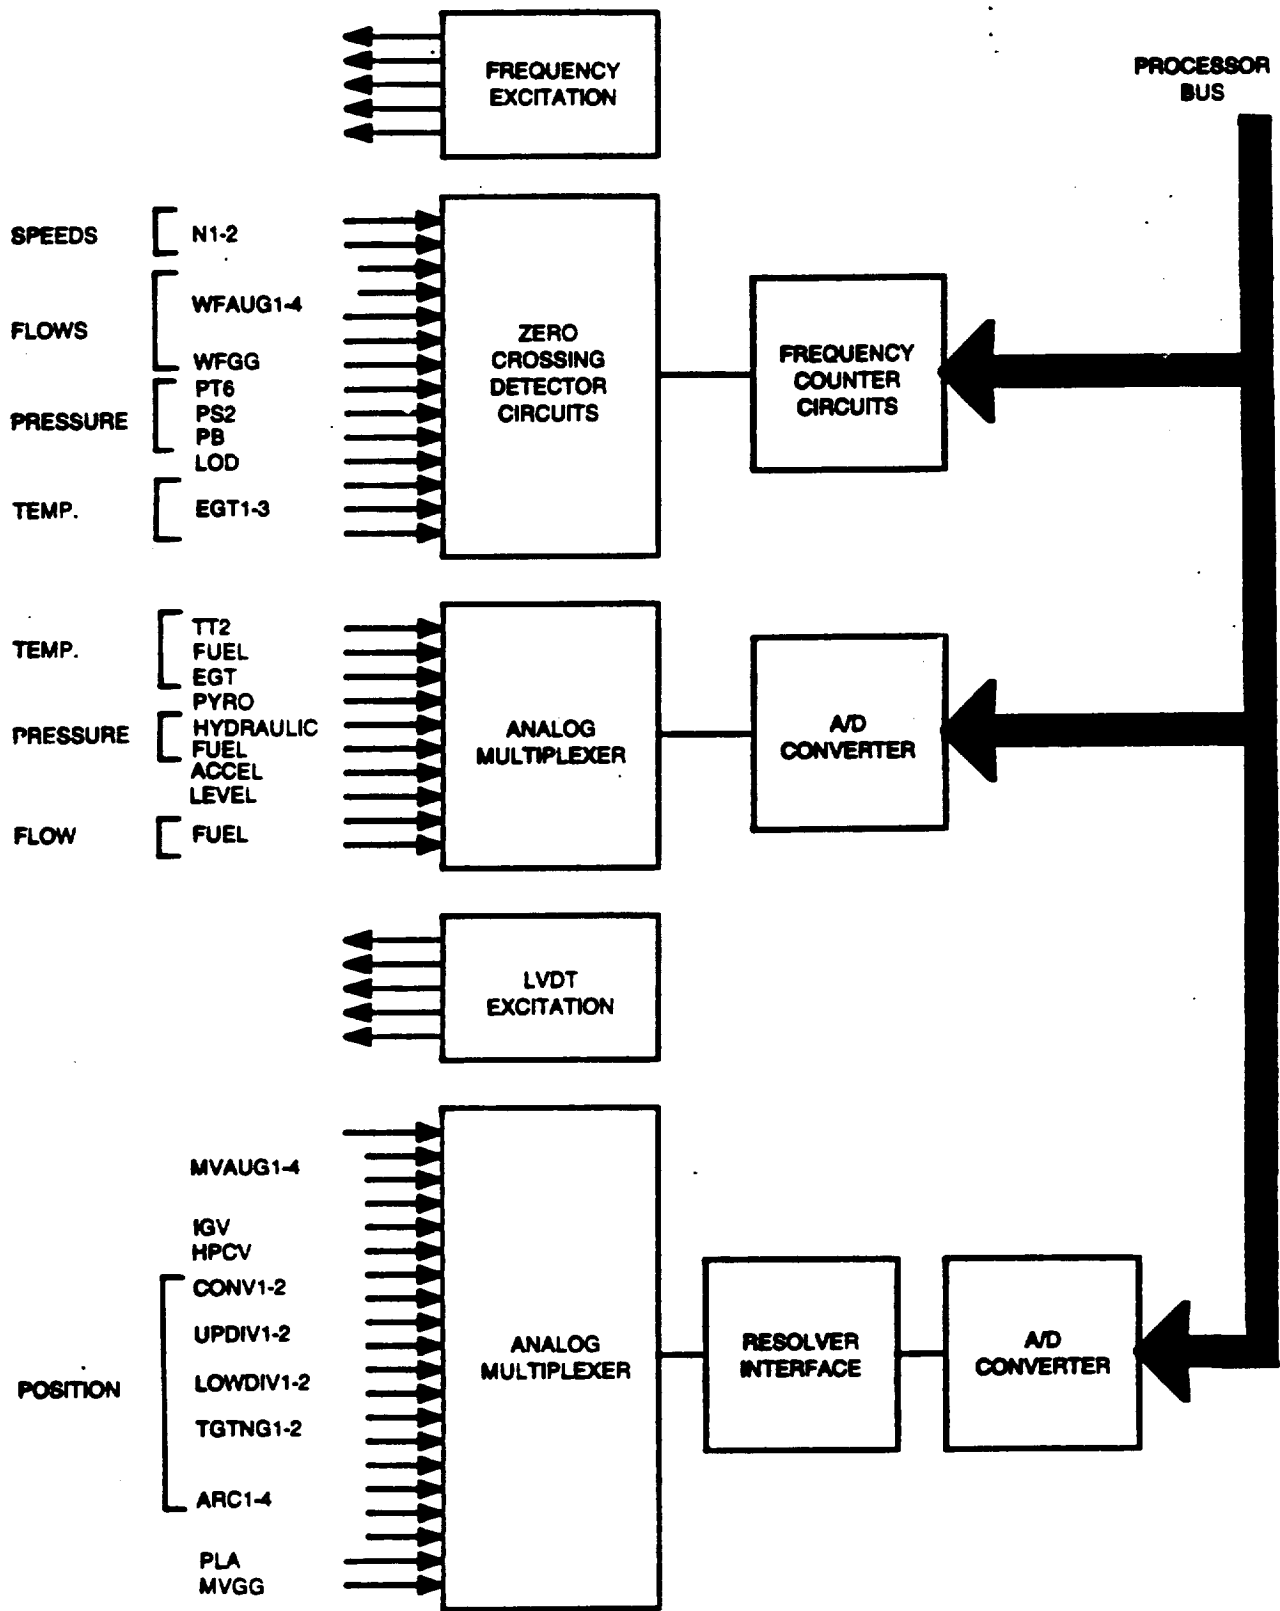 FREQUENCY
EXCITATION
PROCESSOR
BUS
SPEEDS
N1-2
FLOWS
WFAUG1-4
WFGG
PRESSURE
PT6
PS2
PB
LOD
TEMP.
EGT1-3
ZERO
CROSSING
DETECTOR
CIRCUITS
FREQUENCY
COUNTER
CIRCUITS
TEMP.
TT2
FUEL
EGT
PYRO
PRESSURE
HYDRAULIC
FUEL
ACCEL
LEVEL
FLOW
FUEL
ANALOG
MULTIPLEXER
A/D
CONVERTER
LVDT
EXCITATION
MVAUG1-4
IGV
HPCV
POSITION
CONV1-2
UPDIV1-2
LOWDIV1-2
TGTNG1-2
ARC1-4
PLA
MVGG
ANALOG
MULTIPLEXER
RESOLVER
INTERFACE
A/D
CONVERTER